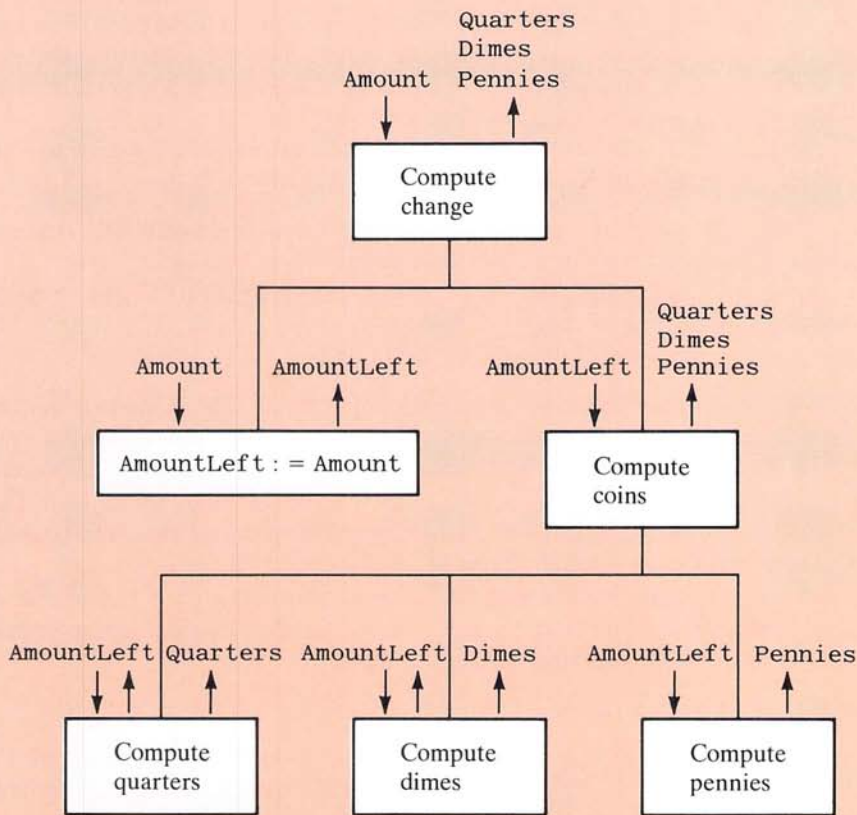 Quarters
Dimes
Amount Pennies
Compute
change
Quarters
Dimes
Amount AmountLeft AmountLeft Pennies
AmountLeft : = Amount
Compute
coins
AmountLeft Quarters AmountLeft Dimes AmountLeft Pennies
Compute
quarters
Compute
dimes
Compute
pennies